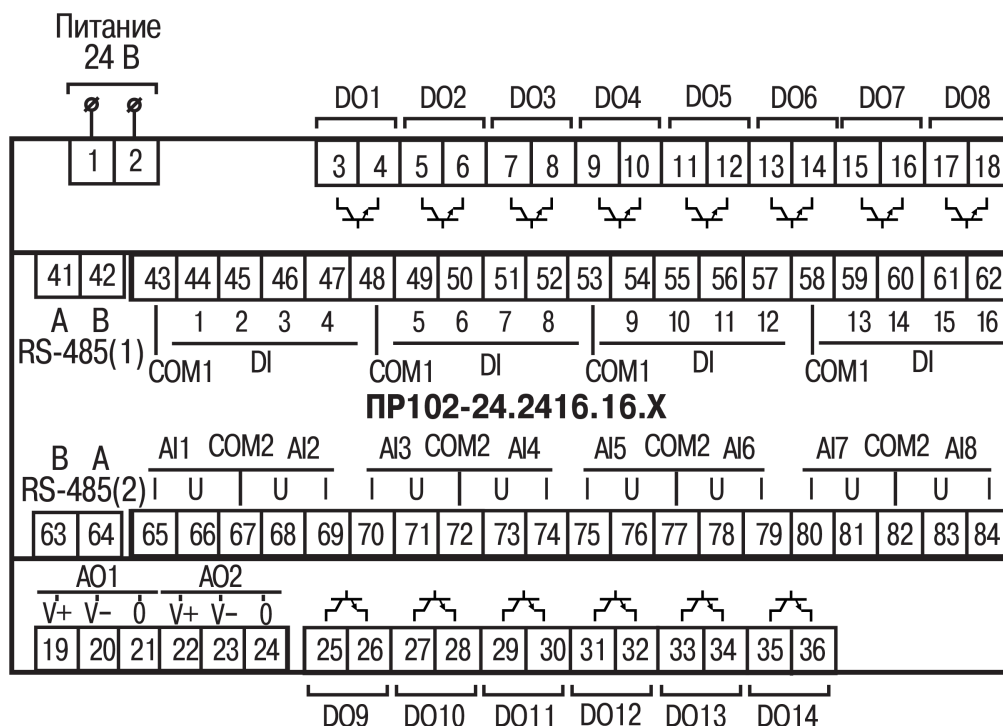 Питание
24 В
DO1 DO2 DO3 DO4 DO5 DO6 DO7 DO8
1 2 3 4 5 6 7 8 9 10 11 12 13 14 15 16 17 18
41 42 43 44 45 46 47 48 49 50 51 52 53 54 55 56 57 58 59 60 61 62
A B 1 2 3 4 5 6 7 8 9 10 11 12 13 14 15 16
RS-485(1) COM1 DI COM1 DI COM1 DI COM1 DI
ПР102-24.2416.16.X
B A AI1 COM2 AI2 AI3 COM2 AI4 AI5 COM2 AI6 AI7 COM2 AI8
RS-485(2) I U U I I U U I I U U I I U U I
63 64 65 66 67 68 69 70 71 72 73 74 75 76 77 78 79 80 81 82 83 84
AO1 AO2
V+ V- 0 V+ V- 0
19 20 21 22 23 24 25 26 27 28 29 30 31 32 33 34 35 36
DO9 DO10 DO11 DO12 DO13 DO14